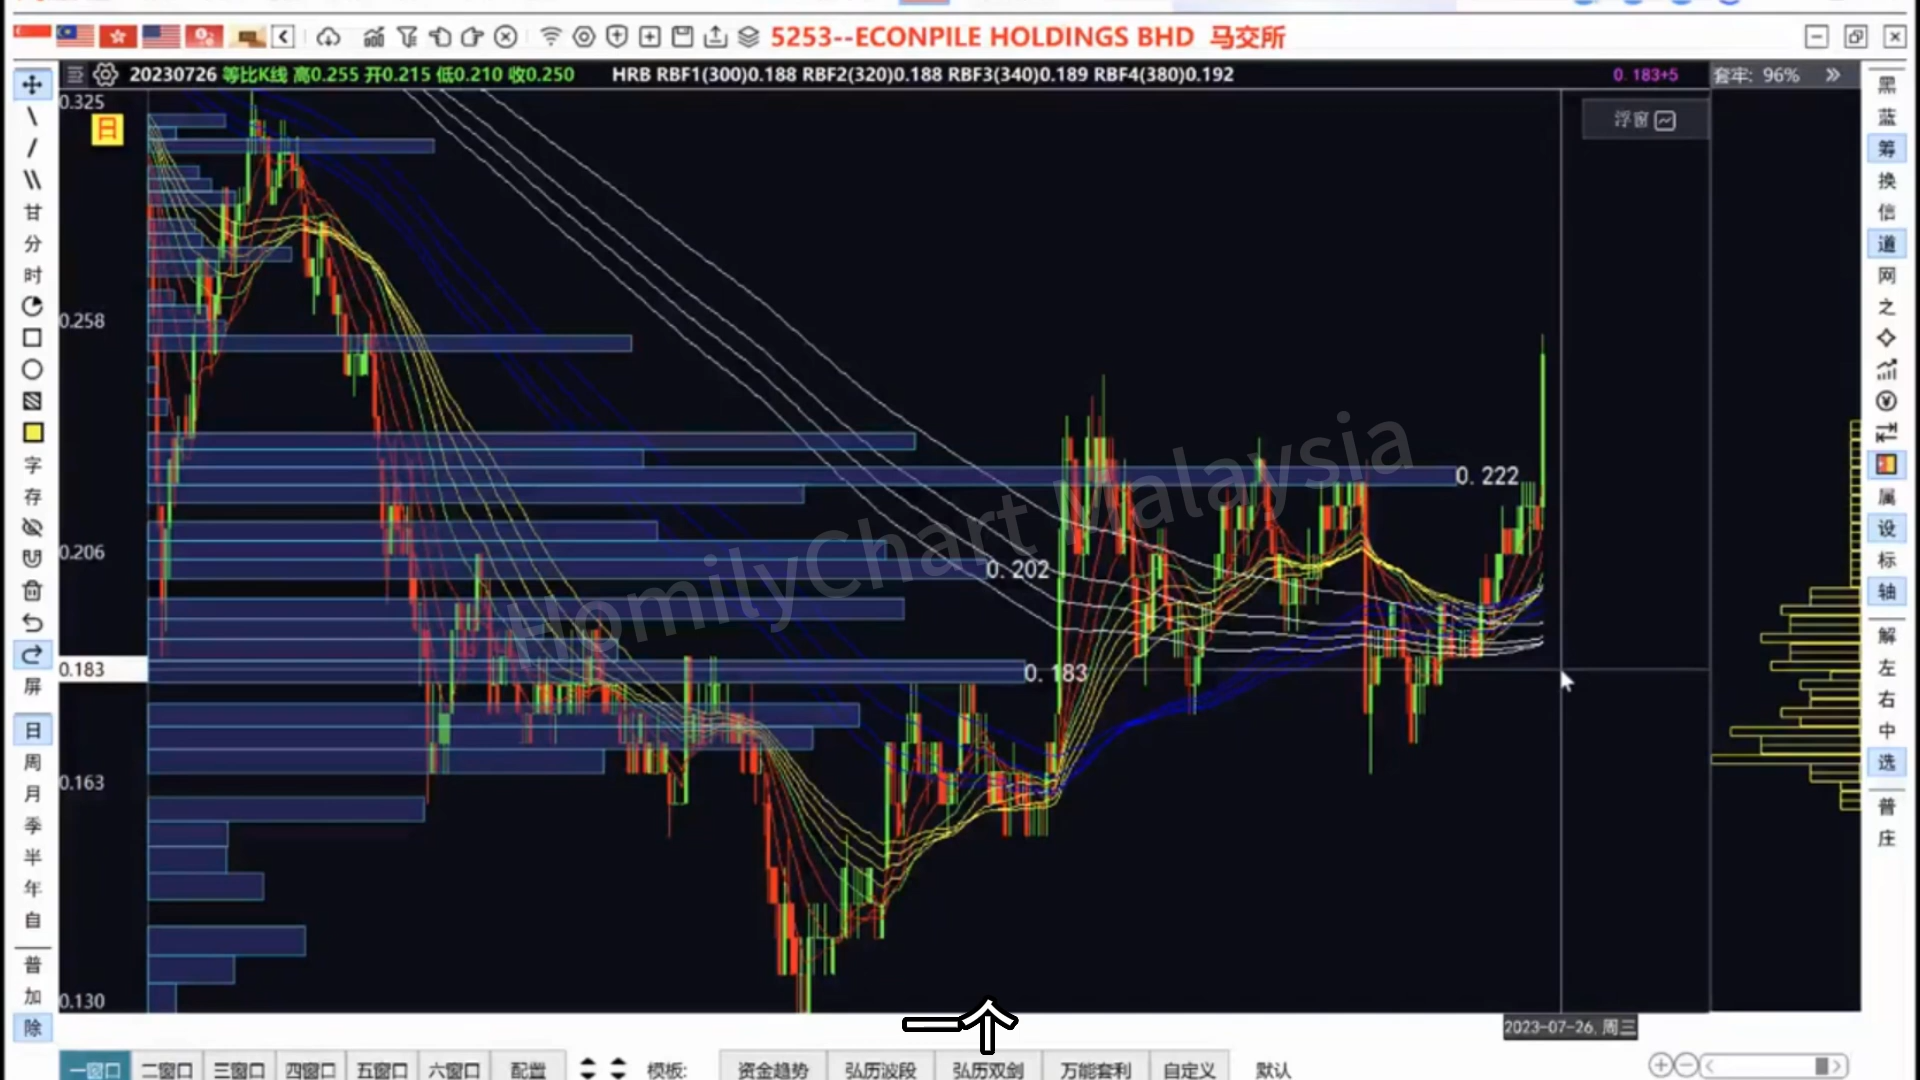 5253--ECONPILE HOLDINGS BHD 马交所
20230726 等比K线 高0.255 开0.215 低0.210 收0.250 HRB RBF1(300)0.188 RBF2(320)0.188 RBF3(340)0.189 RBF4(380)0.192
0.183+5
套牢: 96%
0.325
日
浮窗
0.258
0.222
0.206
0.202
0.183
0.183
0.163
0.130
HomilyChart Malaysia
一个
2023-07-26, 周三
甘
分
时
字
存
屏
日
周
月
季
半
年
自
普
加
除
黑
蓝
筹
换
信
道
网
之
属
设
标
轴
解
左
右
中
选
普
庄
一窗口 二窗口 三窗口 四窗口 五窗口 六窗口 配置 模板: 资金趋势 弘历波段 弘历双剑 万能套利 自定义 默认